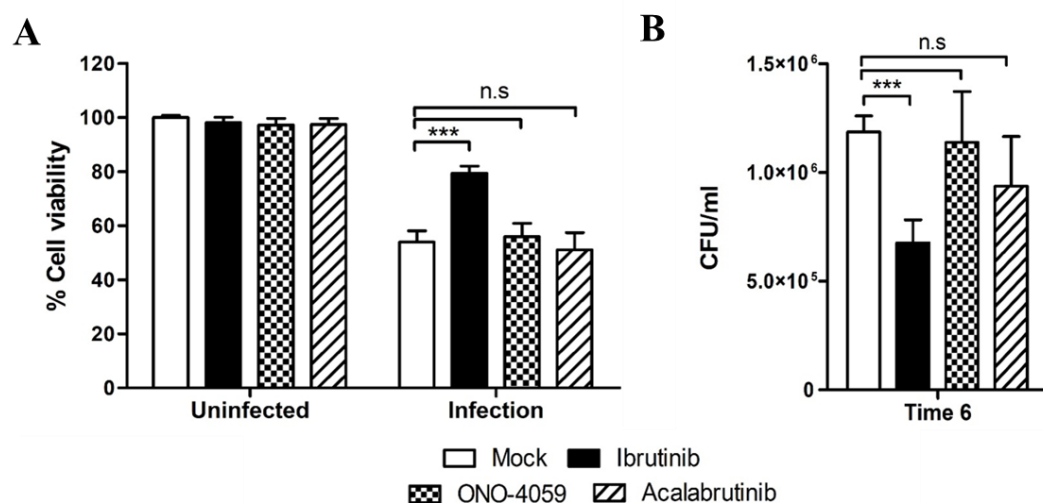 A
% Cell viability
120
100
80
60
40
20
0
n.s
***
Uninfected
Infection
B
CFU/ml
1.5×10⁶
1.0×10⁶
5.0×10⁵
0
n.s
***
Time 6
Mock Ibrutinib
ONO-4059 Acalabrutinib